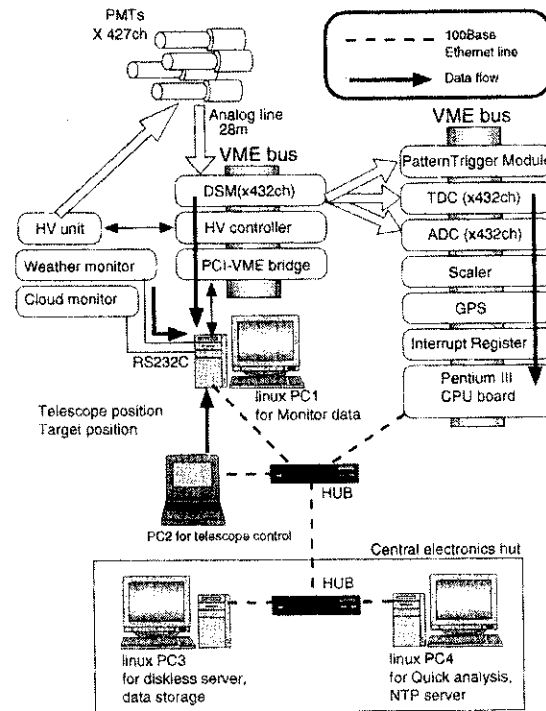 PMTs
X 427ch
100Base
Ethernet line
Data flow
Analog line
28m
VME bus
VME bus
DSM(x432ch)
HV controller
PCI-VME bridge
HV unit
Weather monitor
Cloud monitor
RS232C
PatternTrigger Module
TDC (x432ch)
ADC (x432ch)
Scaler
GPS
Interrupt Register
Pentium III
CPU board
linux PC1
for Monitor data
Telescope position
Target position
HUB
PC2 for telescope control
Central electronics hut
HUB
linux PC3
for diskless server,
data storage
linux PC4
for Quick analysis,
NTP server